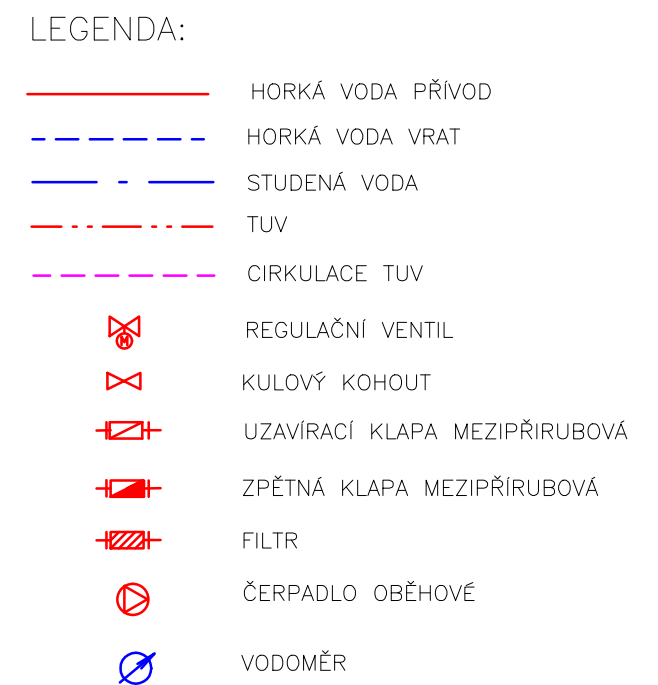 LEGENDA:
HORKÁ VODA PŘÍVOD
HORKÁ VODA VRAT
STUDENÁ VODA
TUV
CIRKULACE TUV
M
REGULAČNÍ VENTIL
KULOVÝ KOHOUT
UZAVÍRACÍ KLAPA MEZIPŘIRUBOVÁ
ZPĚTNÁ KLAPA MEZIPŘÍRUBOVÁ
FILTR
ČERPADLO OBĚHOVÉ
VODOMĚR